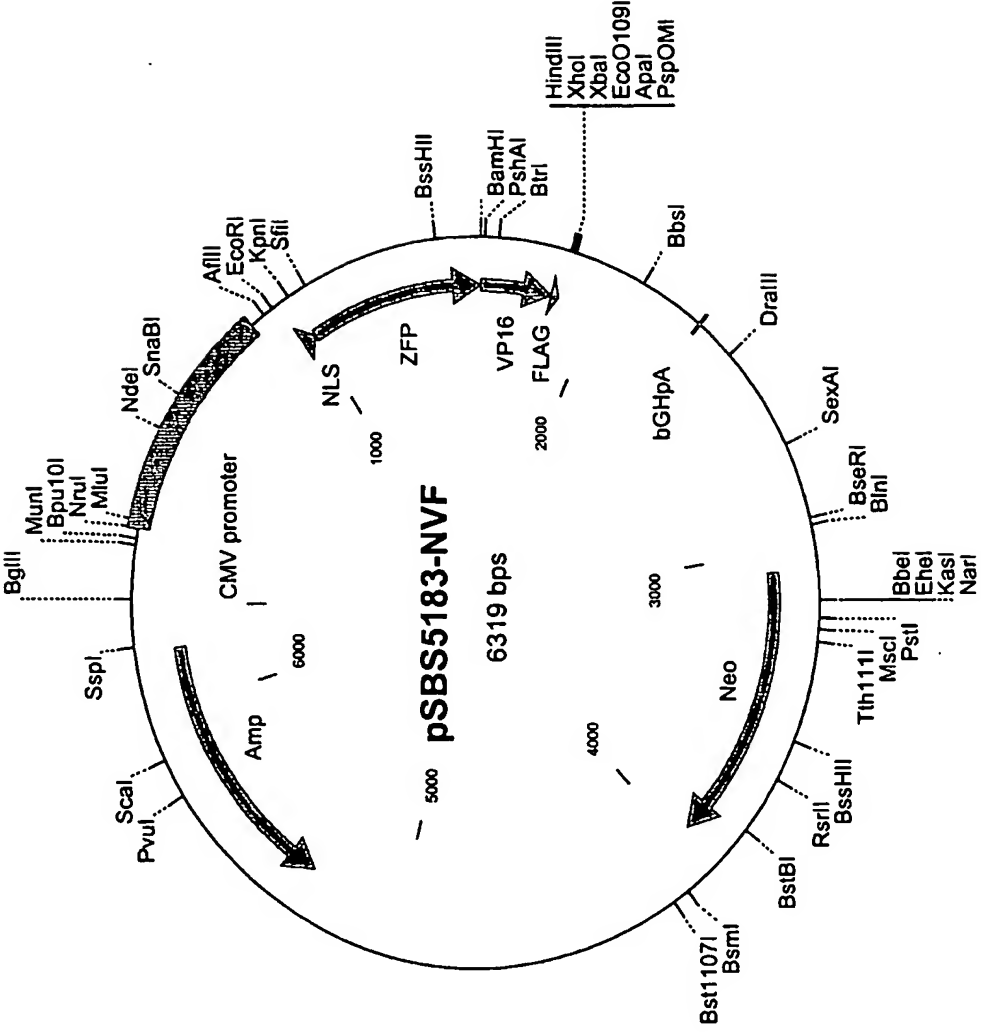 pSBS5183-NVF
6319 bps
BglII
MunI
Bpu10I
NruI
MluI
NdeI
SnaBI
AflII
EcoRI
KpnI
SfiI
BssHII
BamHI
PshAI
BtrI
HindIII
XhoI
XbaI
EcoO109I
ApaI
PspOMI
BbsI
DraIII
SexAI
BseRI
BlnI
BbeI
EheI
KasI
NarI
PstI
MscI
Tth111I
BssHII
RsrII
BstBI
BsmI
Bst1107I
PvuI
ScaI
SspI
CMV promoter
NLS
ZFP
VP16
FLAG
bGHpA
Neo
Amp
1000
2000
3000
4000
5000
6000